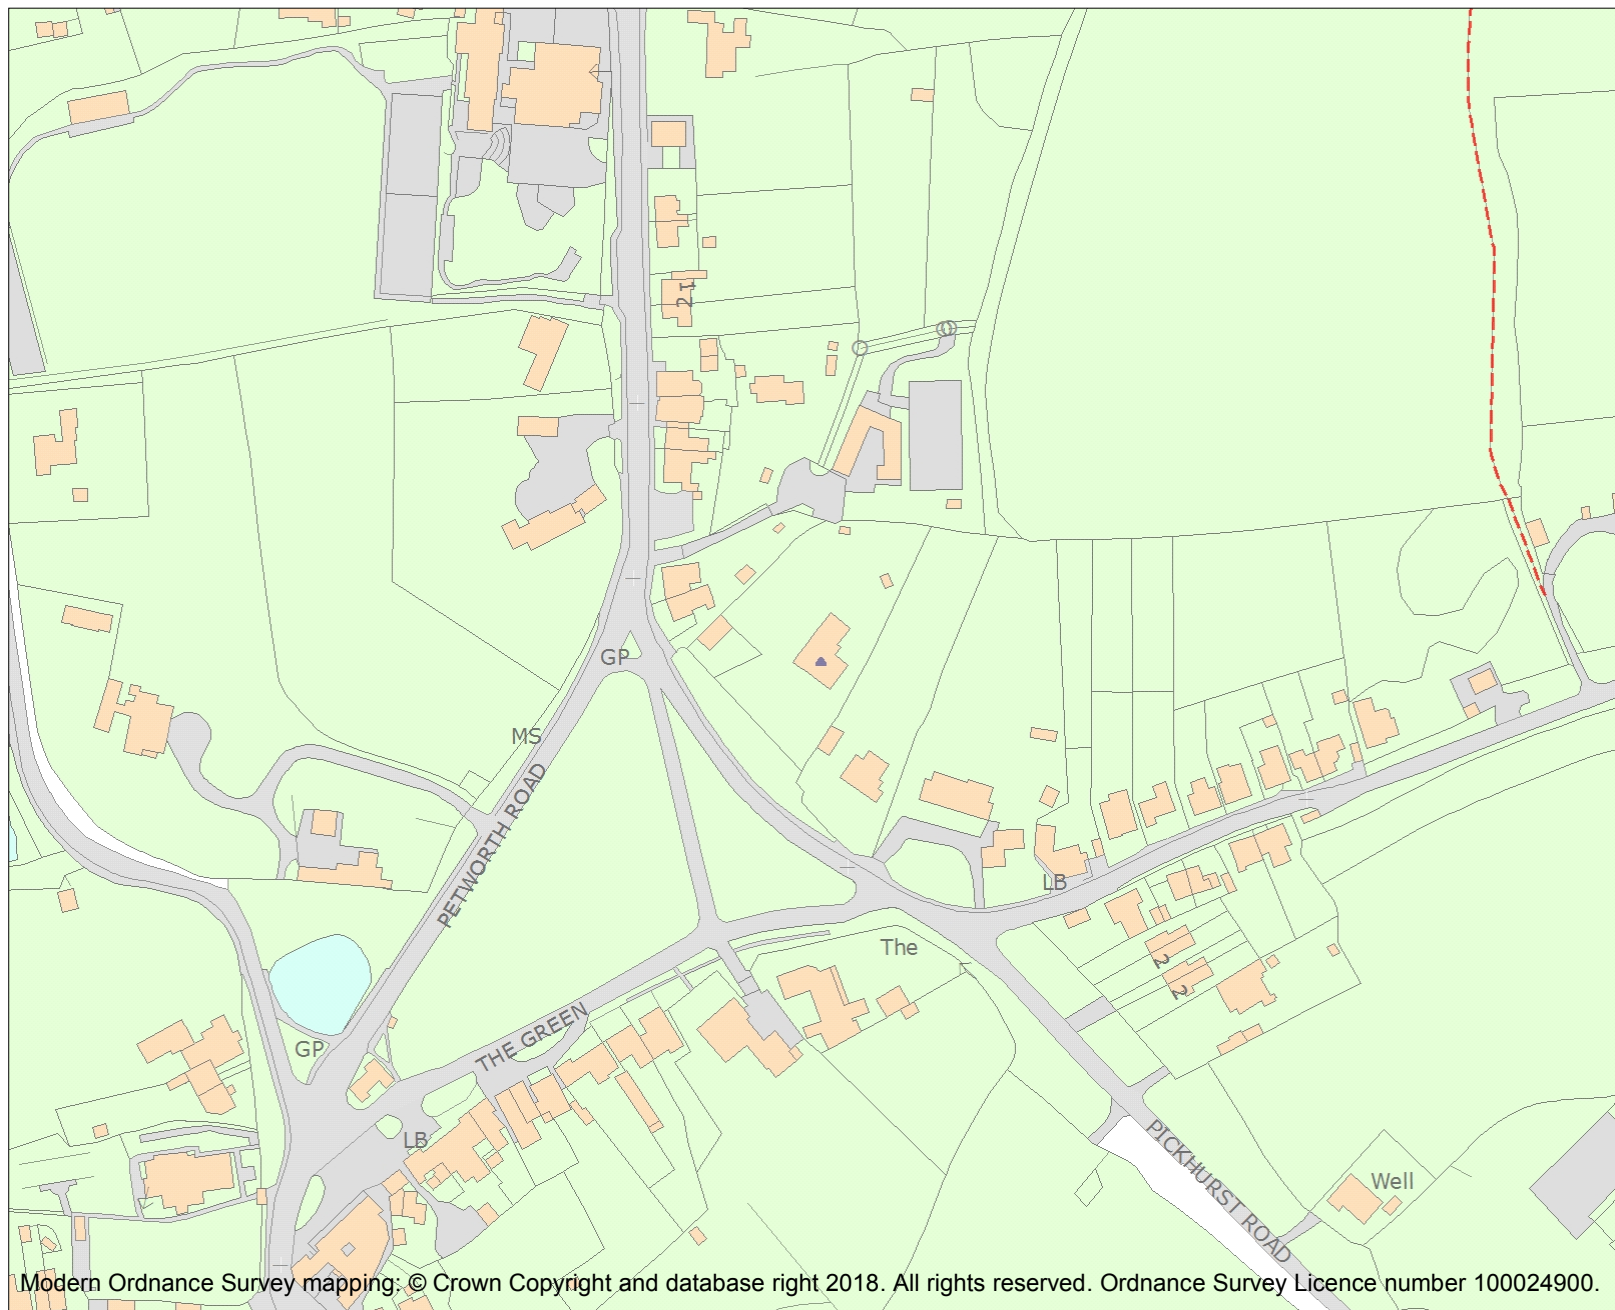 21
GP
MS
PETWORTH ROAD
LB
The
2
2
THE GREEN
GP
LB
PICKHURST ROAD
Well
Modern Ordnance Survey mapping: © Crown Copyright and database right 2018. All rights reserved. Ordnance Survey Licence number 100024900.